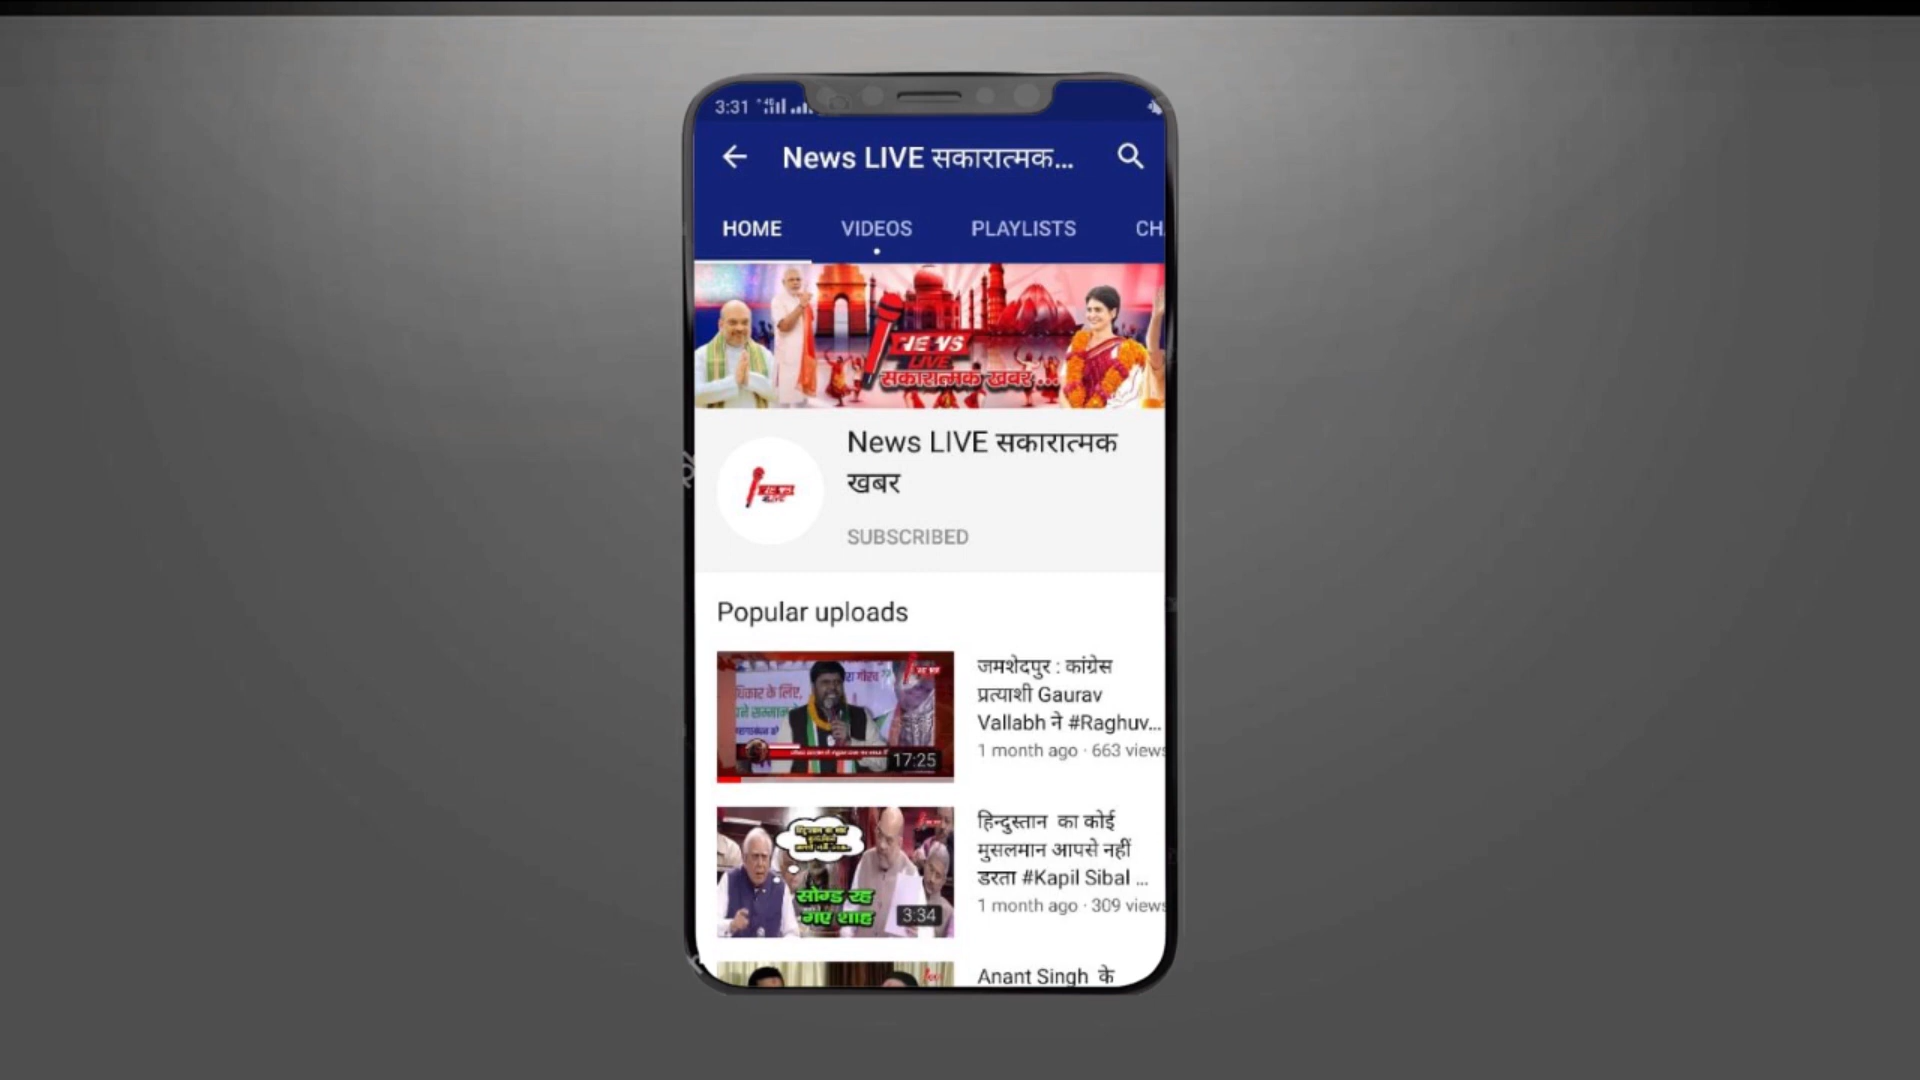 3:31
News LIVE सकारात्मक...
HOME VIDEOS PLAYLISTS CH
NEWS
LIVE
सकारात्मक खबर...
News LIVE सकारात्मक
खबर
SUBSCRIBED
Popular uploads
जमशेदपुर : कांग्रेस
प्रत्याशी Gaurav
Vallabh ने #Raghuv...
1 month ago · 663 views
17:25
हिन्दुस्तान का कोई
मुसलमान आपसे नहीं
डरता #Kapil Sibal ...
1 month ago · 309 views
गए शाह
3:34
Anant Singh के